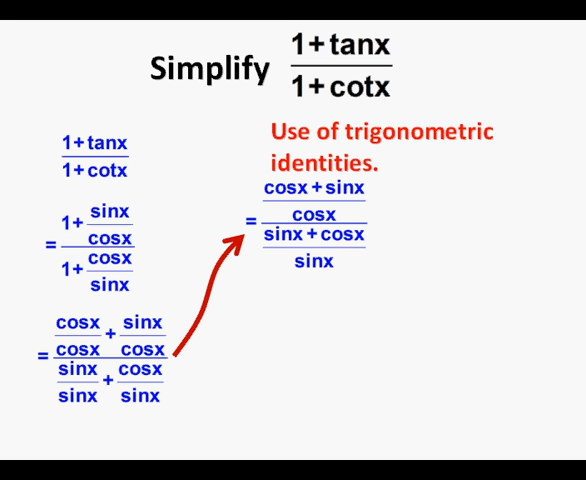 Simplify 1+tanx
1+cotx
Use of trigonometric
identities.
1+tanx
1+cotx
= 1+ sinx
cosx
1+ cosx
sinx
= cosx + sinx
cosx cosx
sinx + cosx
sinx sinx
= cosx+sinx
cosx
sinx+cosx
sinx